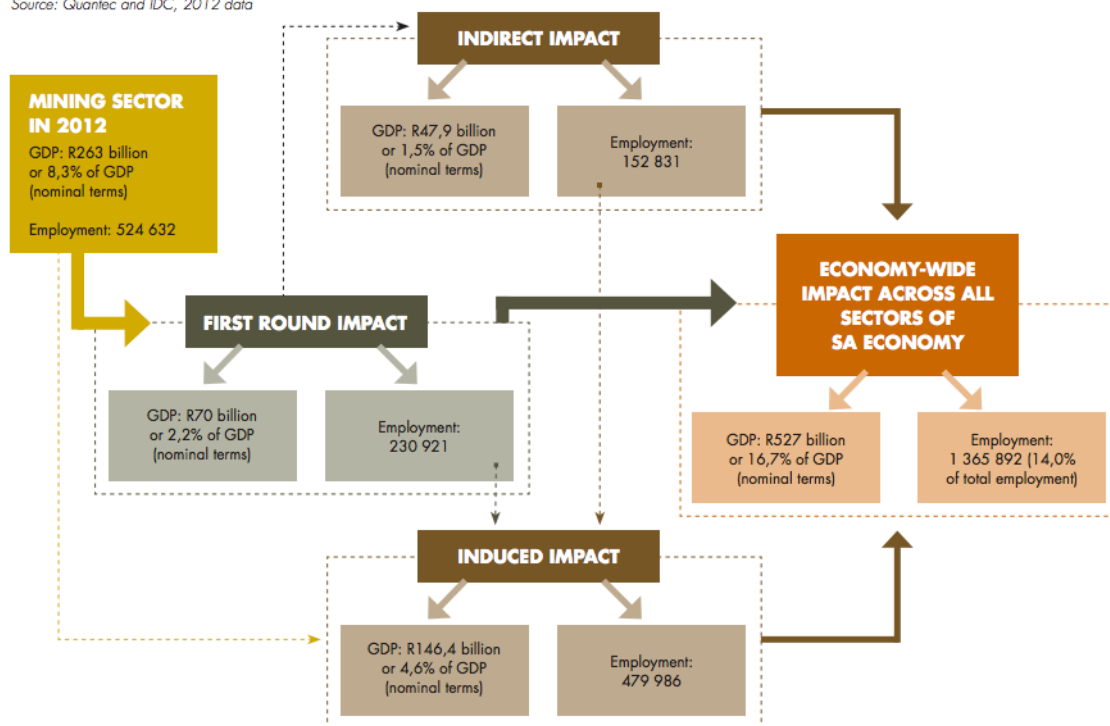 Source: Quantec and IDC, 2012 data
INDIRECT IMPACT
MINING SECTOR
IN 2012
GDP: R263 billion
or 8,3% of GDP
(nominal terms)
Employment: 524 632
GDP: R47,9 billion
or 1,5% of GDP
(nominal terms)
Employment:
152 831
ECONOMY-WIDE
IMPACT ACROSS ALL
SECTORS OF
SA ECONOMY
FIRST ROUND IMPACT
GDP: R70 billion
or 2,2% of GDP
(nominal terms)
Employment:
230 921
GDP: R527 billion
or 16,7% of GDP
(nominal terms)
Employment:
1 365 892 (14,0%
of total employment)
INDUCED IMPACT
GDP: R146,4 billion
or 4,6% of GDP
(nominal terms)
Employment:
479 986